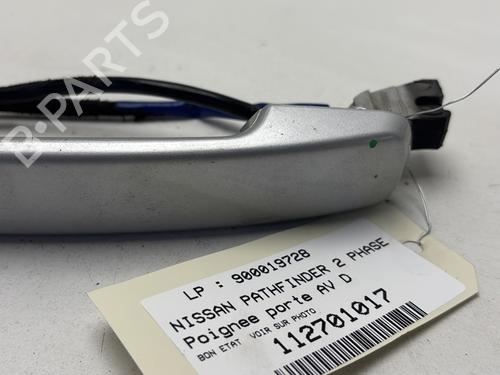 B-PARTS
LP : 900019728
NISSAN PATHFINDER 2 PHASE
Poignee porte AV D
BON ETAT VOIR SUR PHOTO
112701017